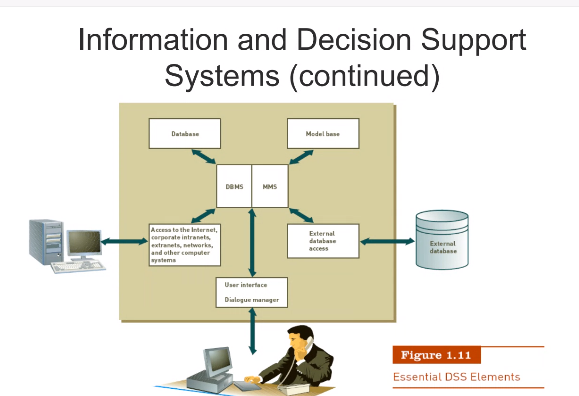 Information and Decision Support
Systems (continued)
Database
Model base
DBMS
MMS
Access to the Internet,
corporate intranets,
extranets, networks,
and other computer
systems
External
database
access
External
database
User interface
Dialogue manager
Figure 1.11
Essential DSS Elements